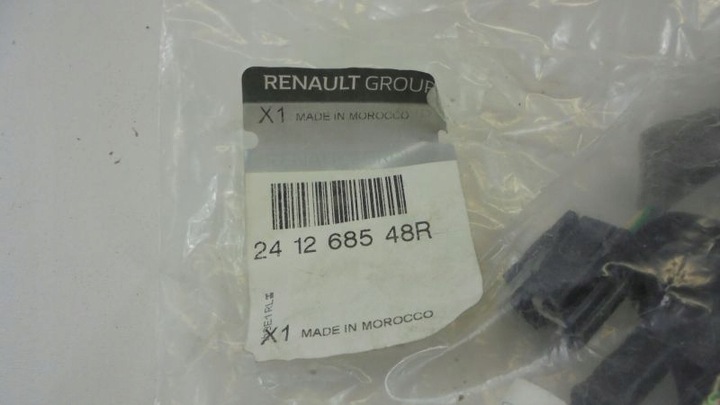 RENAULT GROUP
X1 MADE IN MOROCCO
24 12 685 48R
X1 MADE IN MOROCCO